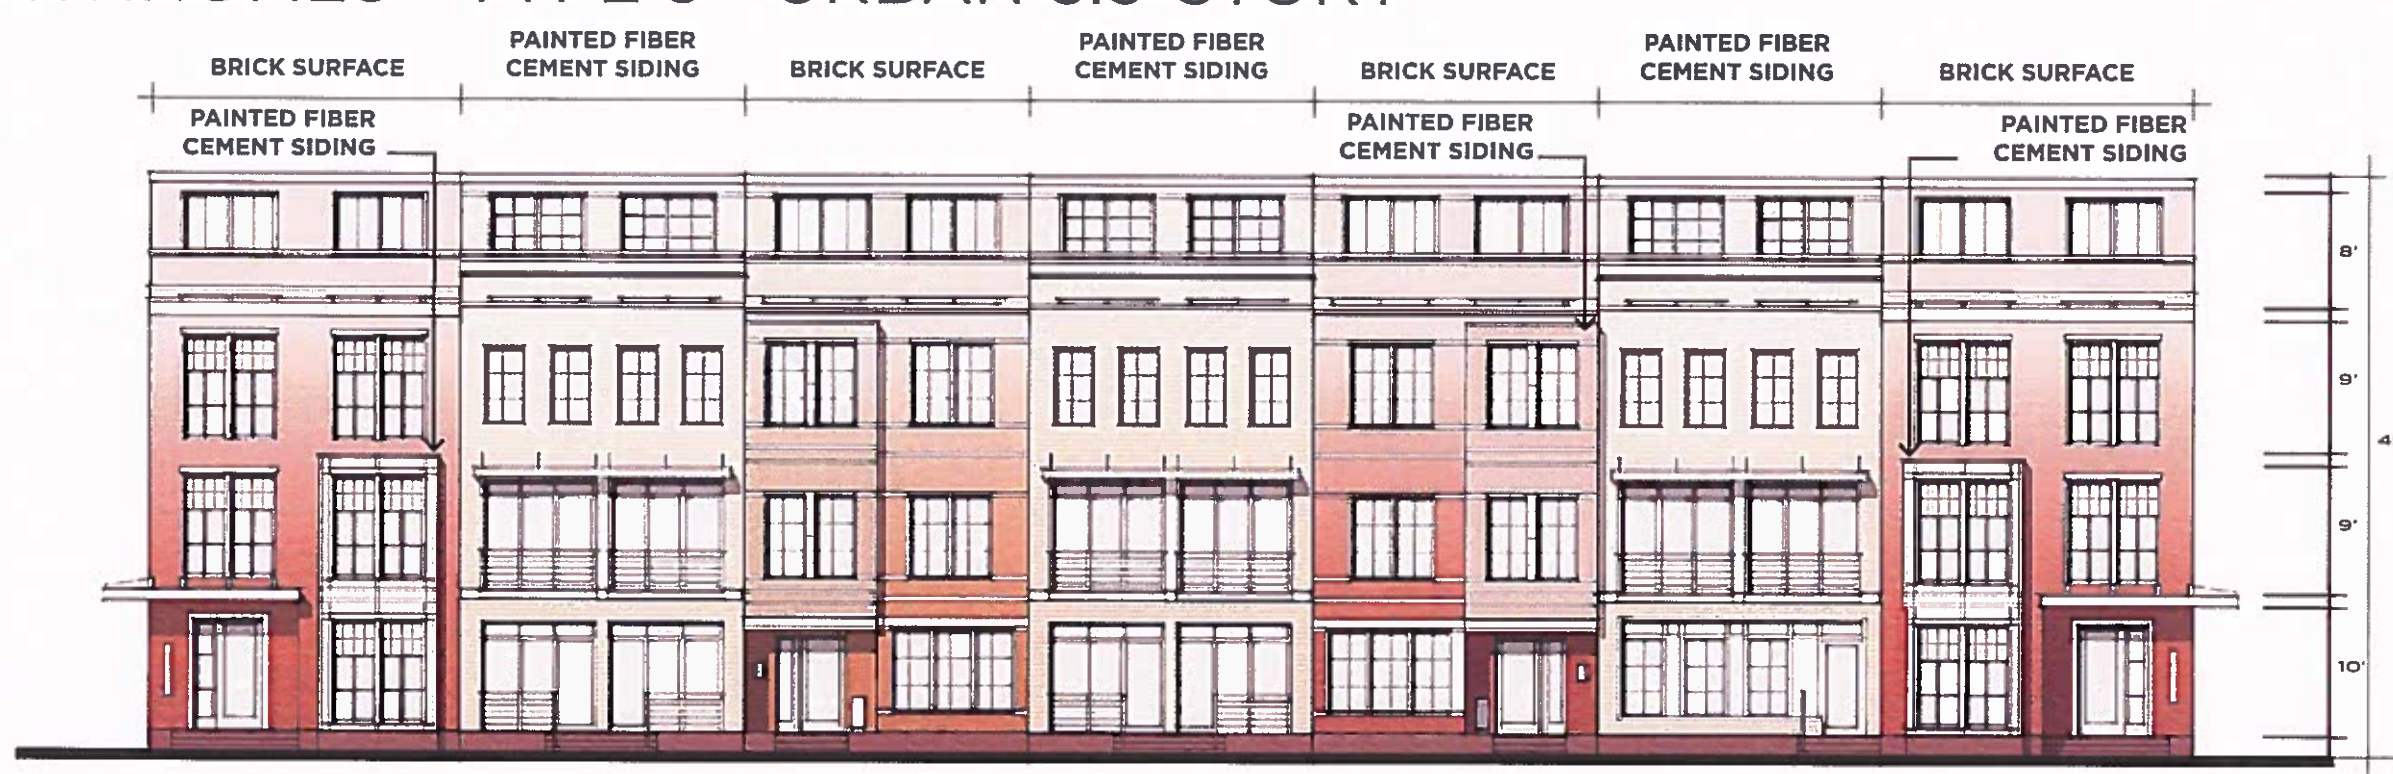 BRICK SURFACE
PAINTED FIBER
CEMENT SIDING
BRICK SURFACE
PAINTED FIBER
CEMENT SIDING
BRICK SURFACE
PAINTED FIBER
CEMENT SIDING
BRICK SURFACE
PAINTED FIBER
CEMENT SIDING
PAINTED FIBER
CEMENT SIDING
PAINTED FIBER
CEMENT SIDING
8'
9'
9'
10'
4